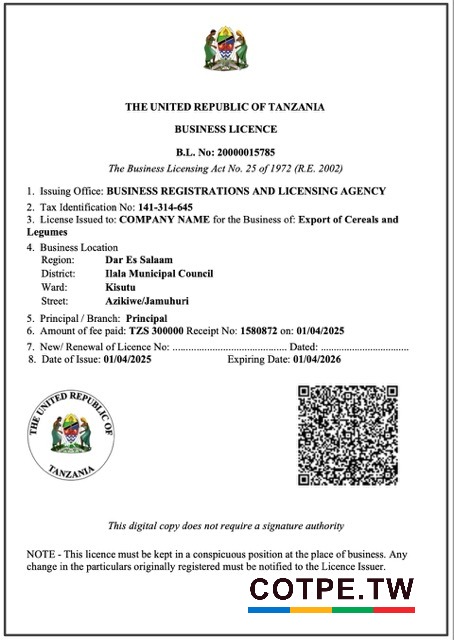 THE UNITED REPUBLIC OF TANZANIA
BUSINESS LICENCE
B.L. No: 20000015785
The Business Licensing Act No. 25 of 1972 (R.E. 2002)
1. Issuing Office: BUSINESS REGISTRATIONS AND LICENSING AGENCY
2. Tax Identification No: 141-314-645
3. License Issued to: COMPANY NAME for the Business of: Export of Cereals and
Legumes
4. Business Location
Region: Dar Es Salaam
District: Ilala Municipal Council
Ward: Kisutu
Street: Azikiwe/Jamuhuri
5. Principal / Branch: Principal
6. Amount of fee paid: TZS 300000 Receipt No: 1580872 on: 01/04/2025
7. New/ Renewal of Licence No: .......................................... Dated: .................................
8. Date of Issue: 01/04/2025 Expiring Date: 01/04/2026
THE UNITED REPUBLIC OF
TANZANIA
This digital copy does not require a signature authority
NOTE - This licence must be kept in a conspicuous position at the place of business. Any
change in the particulars originally registered must be notified to the Licence Issuer.
COTPE.TW